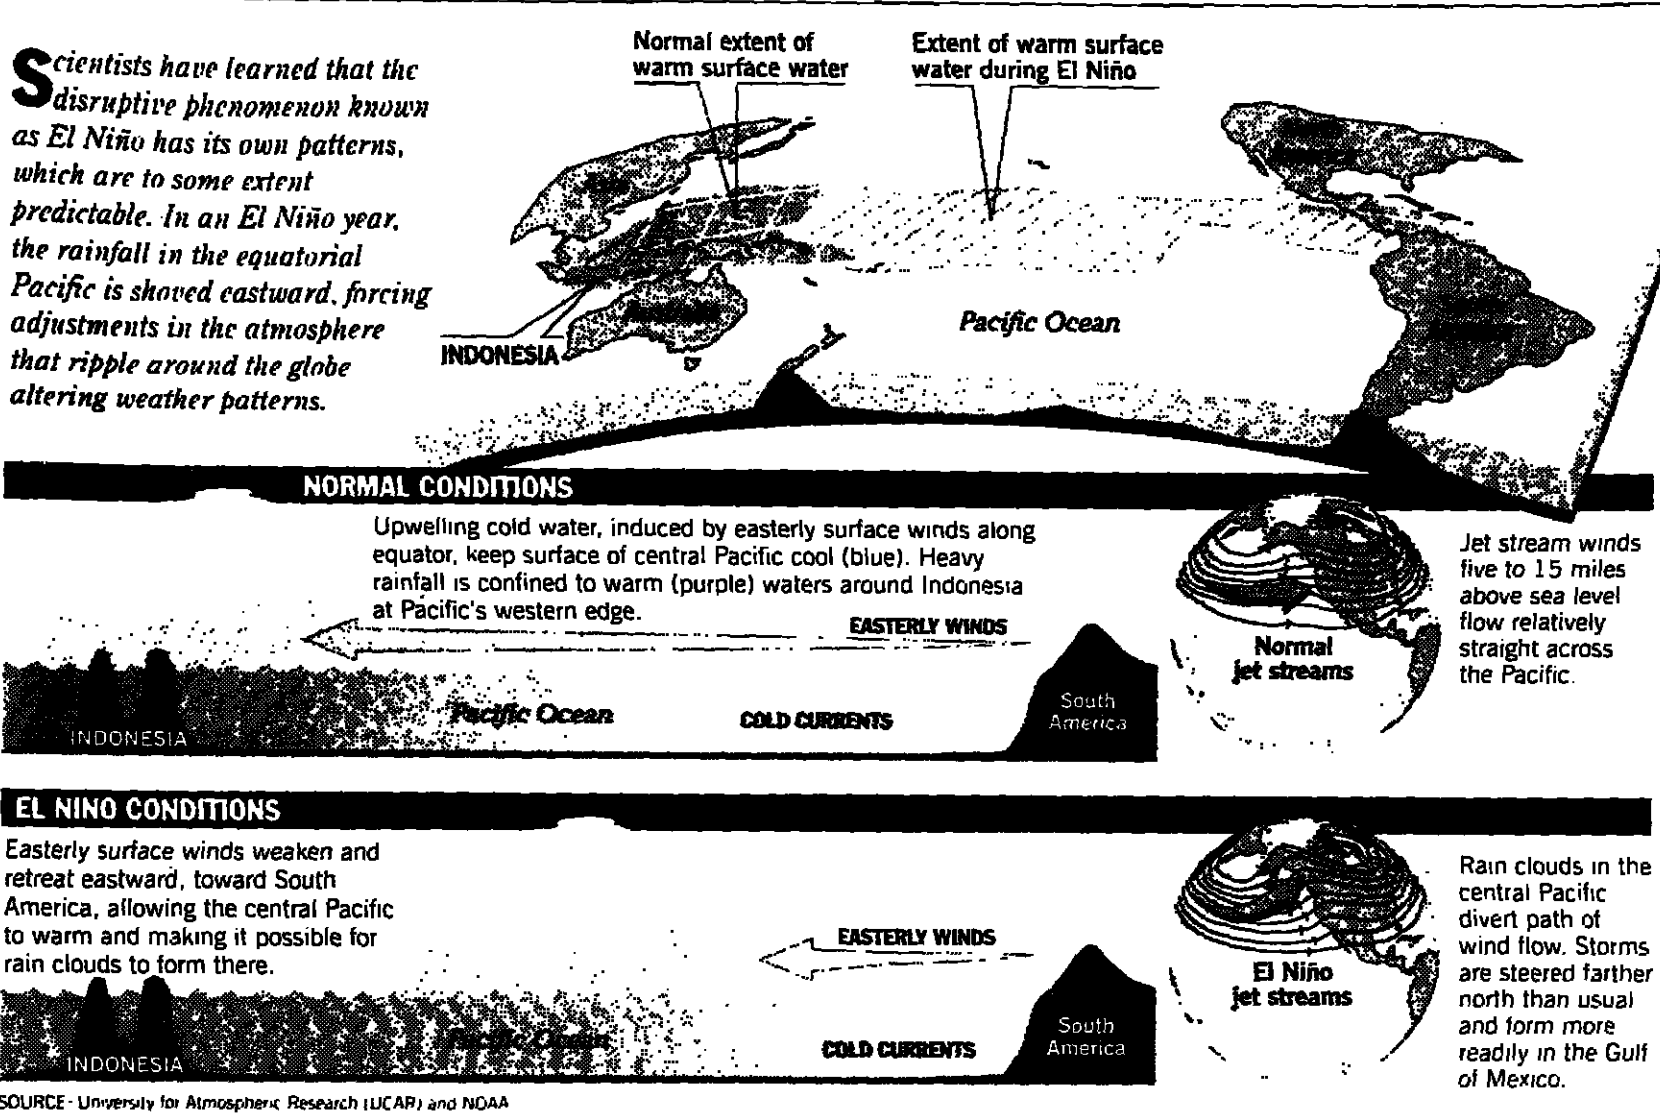 Scientists have learned that the
disruptive phenomenon known
as El Niño has its own patterns,
which are to some extent
predictable. In an El Niño year,
the rainfall in the equatorial
Pacific is shoved eastward, forcing
adjustments in the atmosphere
that ripple around the globe
altering weather patterns.
Normal extent of
warm surface water
Extent of warm surface
water during El Niño
Asia
Australia
INDONESIA
Pacific Ocean
America
NORMAL CONDITIONS
Upwelling cold water, induced by easterly surface winds along
equator, keep surface of central Pacific cool (blue). Heavy
rainfall is confined to warm (purple) waters around Indonesia
at Pacific's western edge.
EASTERLY WINDS
Pacific Ocean
COLD CURRENTS
INDONESIA
South
America
Normal
jet streams
Jet stream winds
five to 15 miles
above sea level
flow relatively
straight across
the Pacific.
EL NINO CONDITIONS
Easterly surface winds weaken and
retreat eastward, toward South
America, allowing the central Pacific
to warm and making it possible for
rain clouds to form there.
EASTERLY WINDS
Pacific Ocean
COLD CURRENTS
INDONESIA
South
America
El Niño
jet streams
Rain clouds in the
central Pacific
divert path of
wind flow. Storms
are steered farther
north than usual
and form more
readily in the Gulf
of Mexico.
SOURCE - University for Atmospheric Research (UCAR) and NOAA